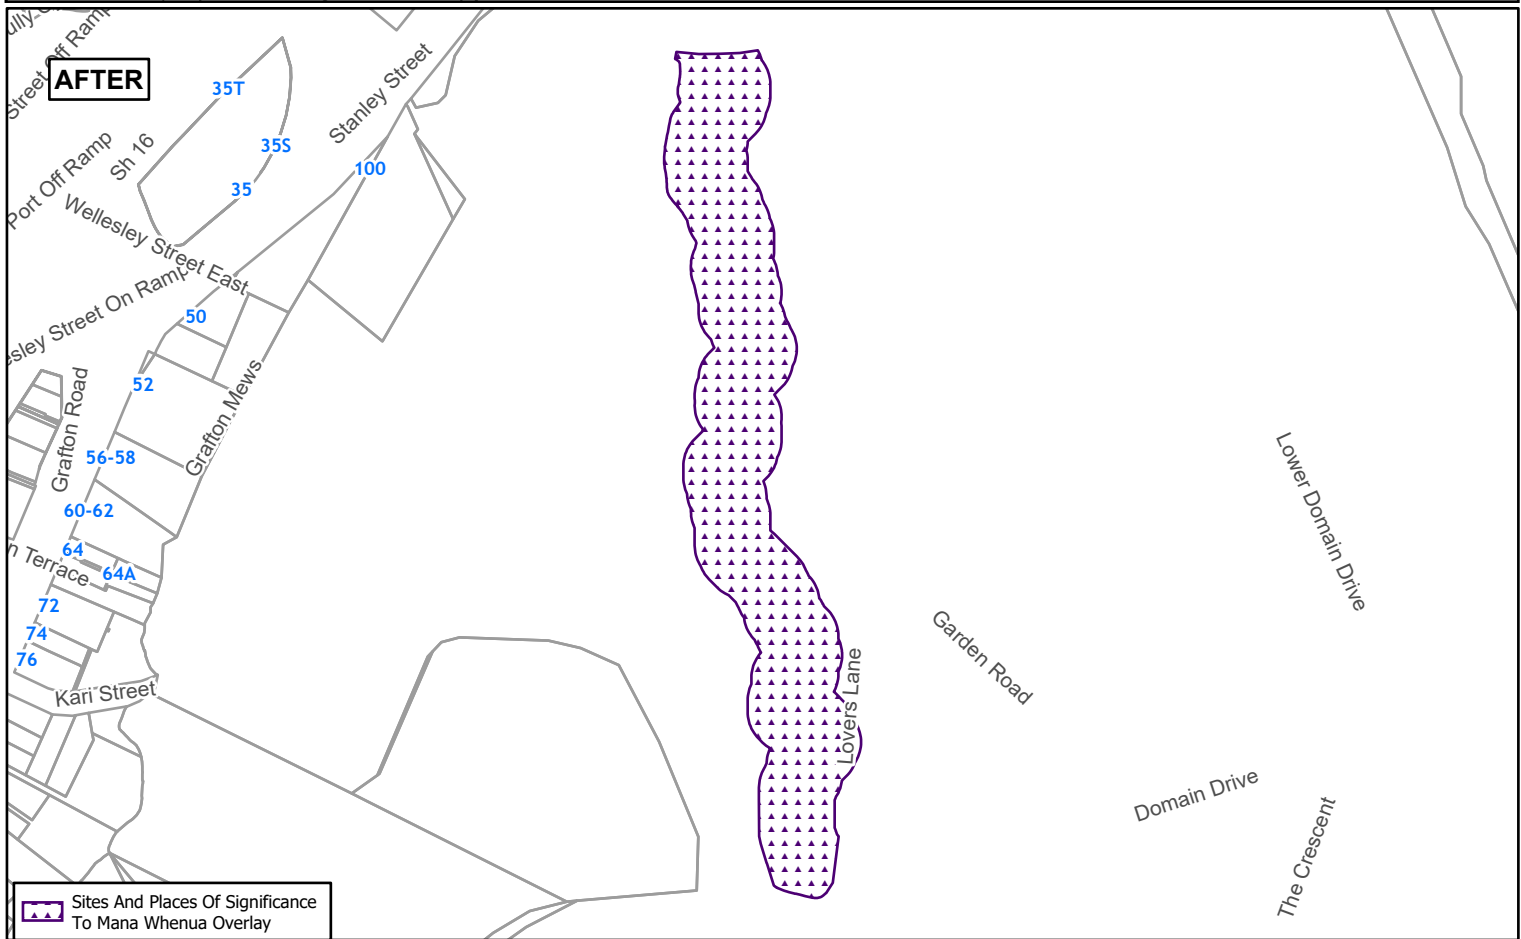 Street Off Ramp
AFTER
35T
Stanley Street
Sh 16
35S
100
Port Off Ramp
35
Wellesley Street East
esley Street On Ramp
50
52
Grafton Road
Grafton Mews
56-58
60-62
64
n Terrace
64A
72
74
76
Kari Street
Lovers Lane
Garden Road
Lower Domain Drive
Domain Drive
The Crescent
Sites And Places Of Significance
To Mana Whenua Overlay